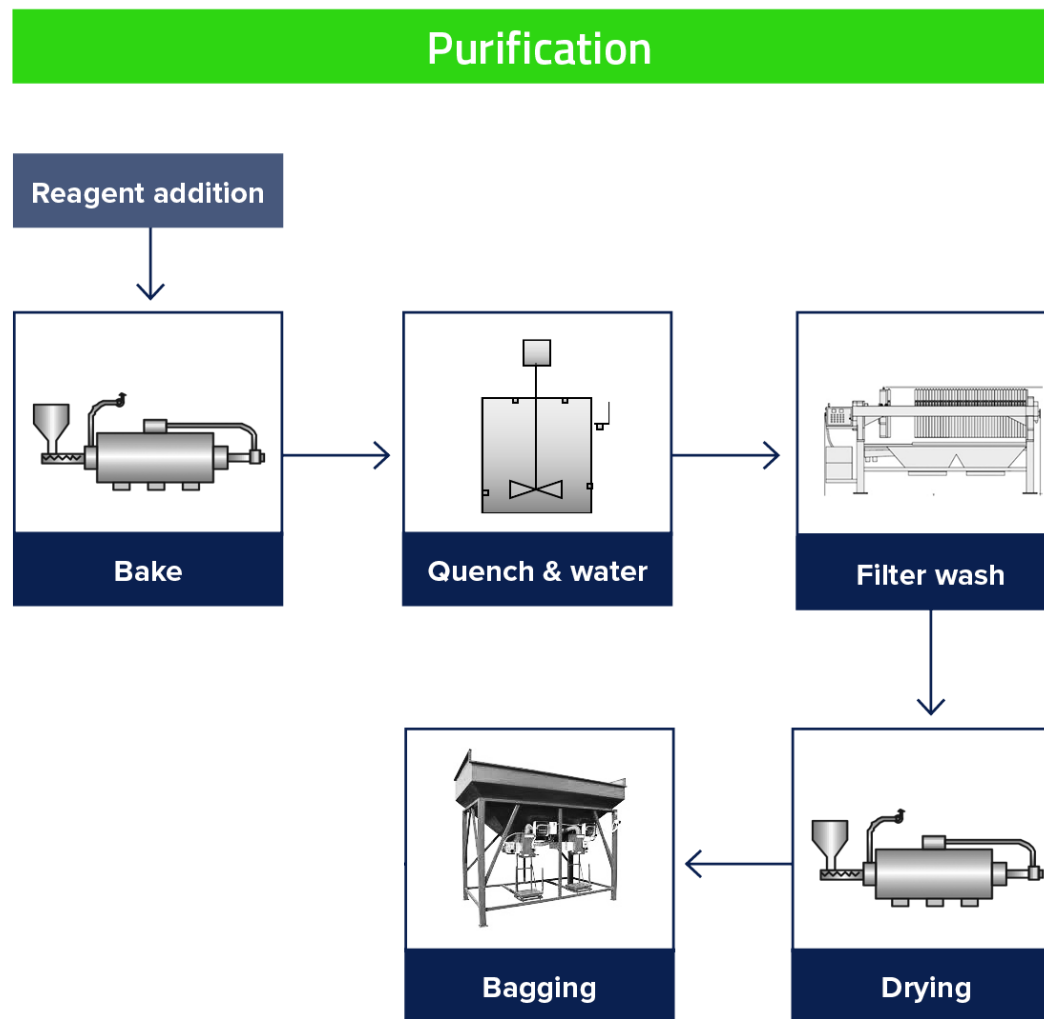 Purification
Reagent addition
Bake
Quench & water
Filter wash
Bagging
Drying